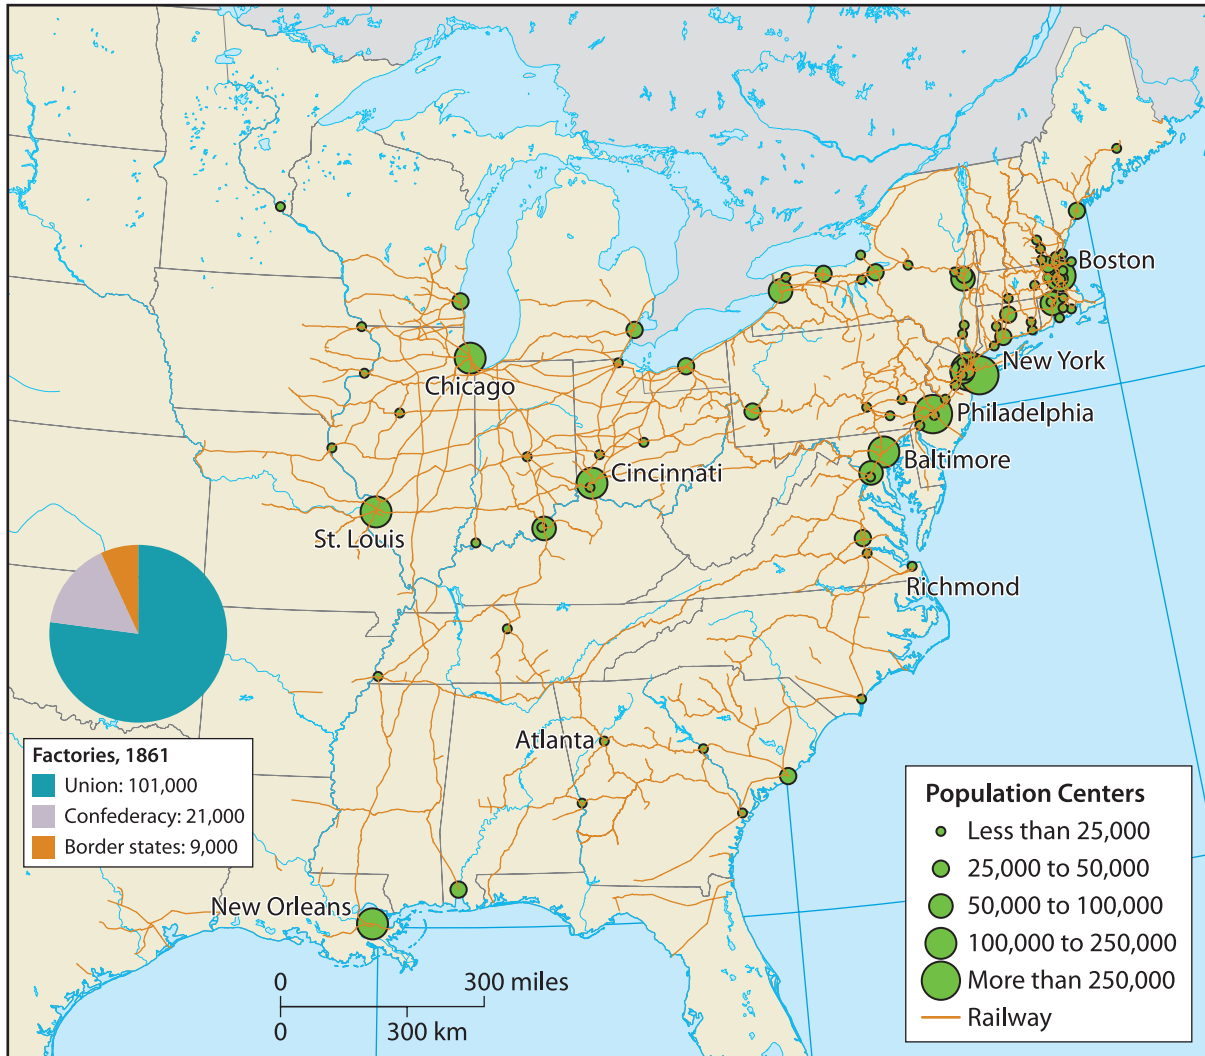 Boston
New York
Chicago
Philadelphia
Baltimore
Cincinnati
St. Louis
Richmond
Atlanta
New Orleans
Factories, 1861
Union: 101,000
Confederacy: 21,000
Border states: 9,000
Population Centers
Less than 25,000
25,000 to 50,000
50,000 to 100,000
100,000 to 250,000
More than 250,000
Railway
0 300 miles
0 300 km